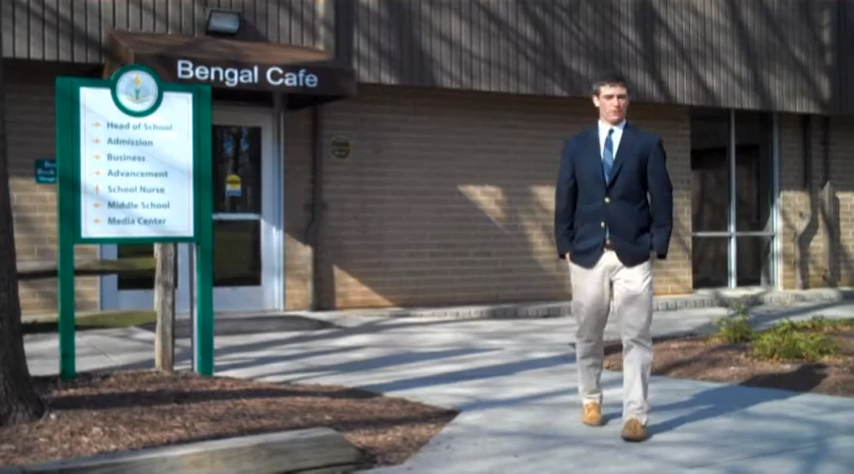 Bengal Cafe
Head of School
Admission
Business
Advancement
School Nurse
Middle School
Media Center